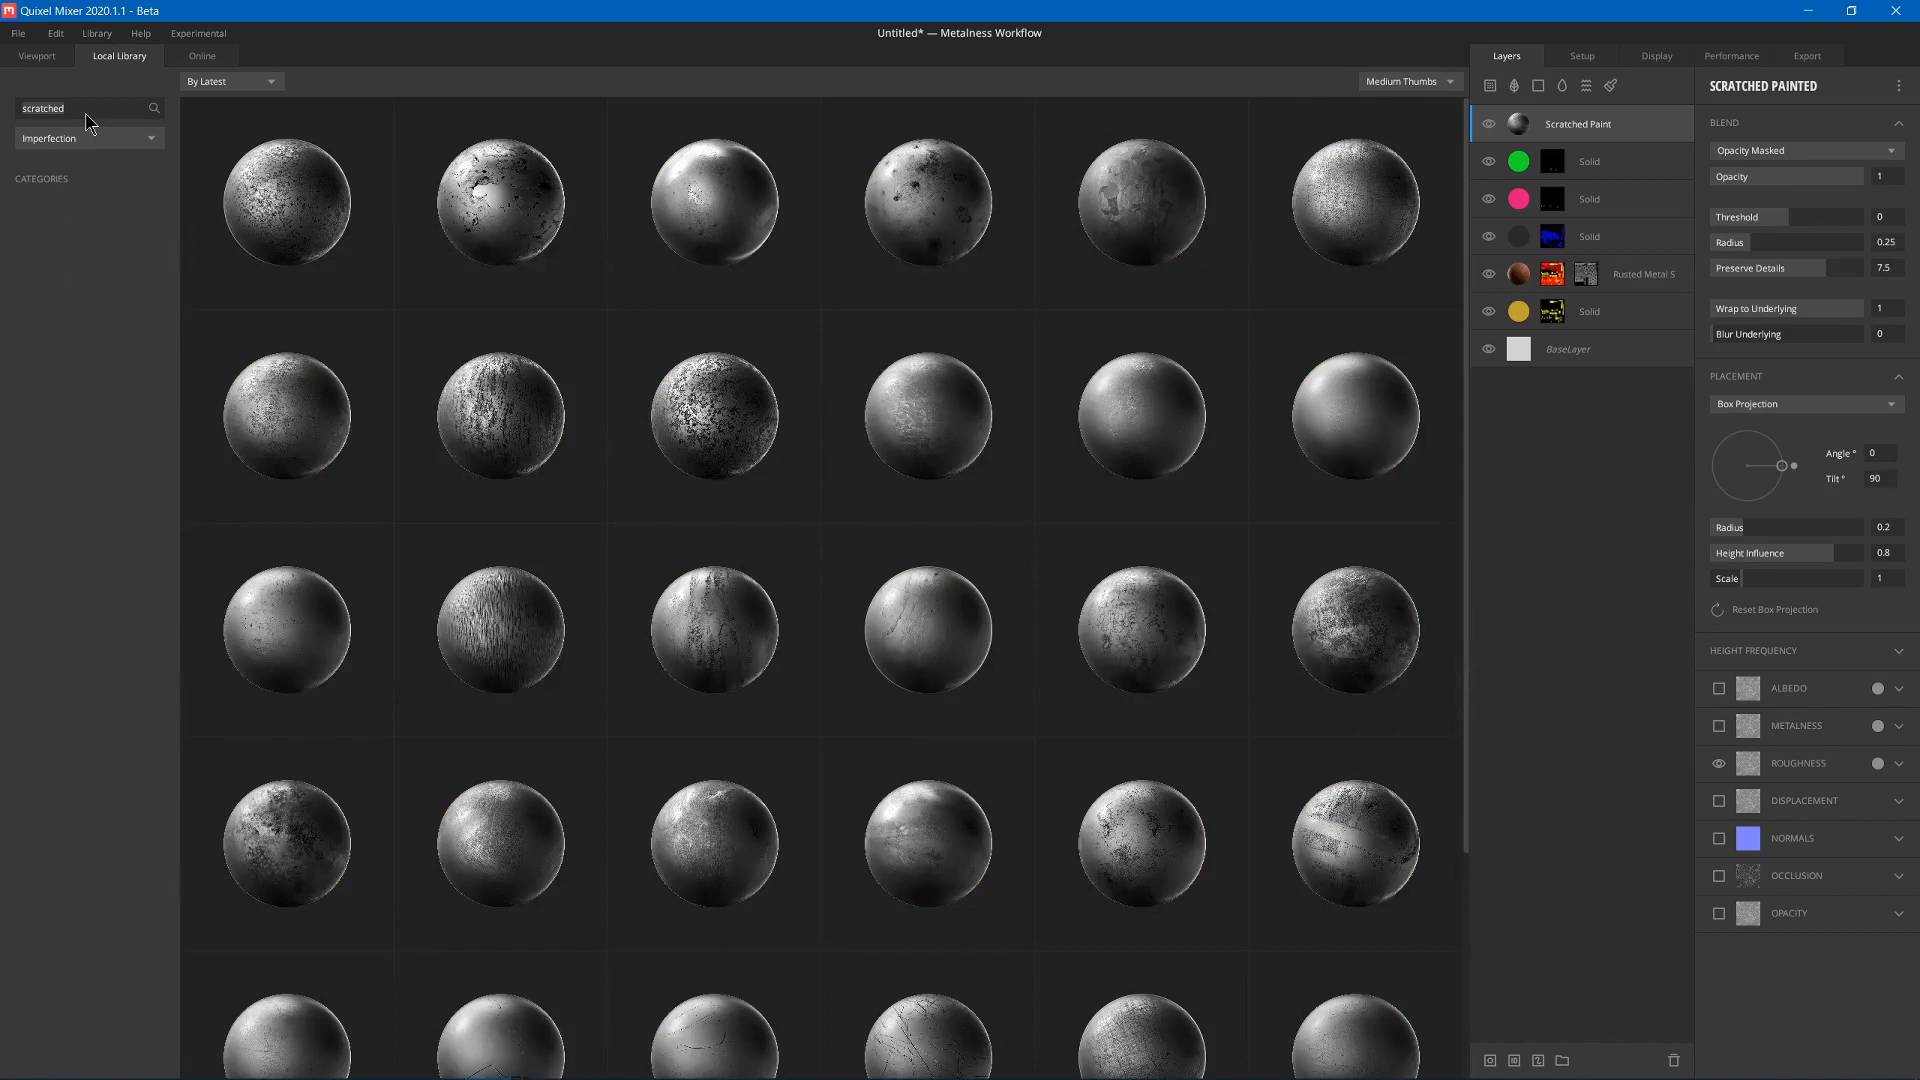 Quixel Mixer 2020.1.1 - Beta
File Edit Library Help Experimental
Untitled* — Metalness Workflow
Viewport Local Library Online
Layers Setup Display Performance Export
By Latest
Medium Thumbs
scratched
Imperfection
CATEGORIES
Scratched Paint
Solid
Solid
Solid
Rusted Metal S
Solid
BaseLayer
SCRATCHED PAINTED
BLEND
Opacity Masked
Opacity 1
Threshold 0
Radius 0.25
Preserve Details 7.5
Wrap to Underlying 1
Blur Underlying 0
PLACEMENT
Box Projection
Angle ° 0
Tilt ° 90
Radius 0.2
Height Influence 0.8
Scale 1
Reset Box Projection
HEIGHT FREQUENCY
ALBEDO
METALNESS
ROUGHNESS
DISPLACEMENT
NORMALS
OCCLUSION
OPACITY